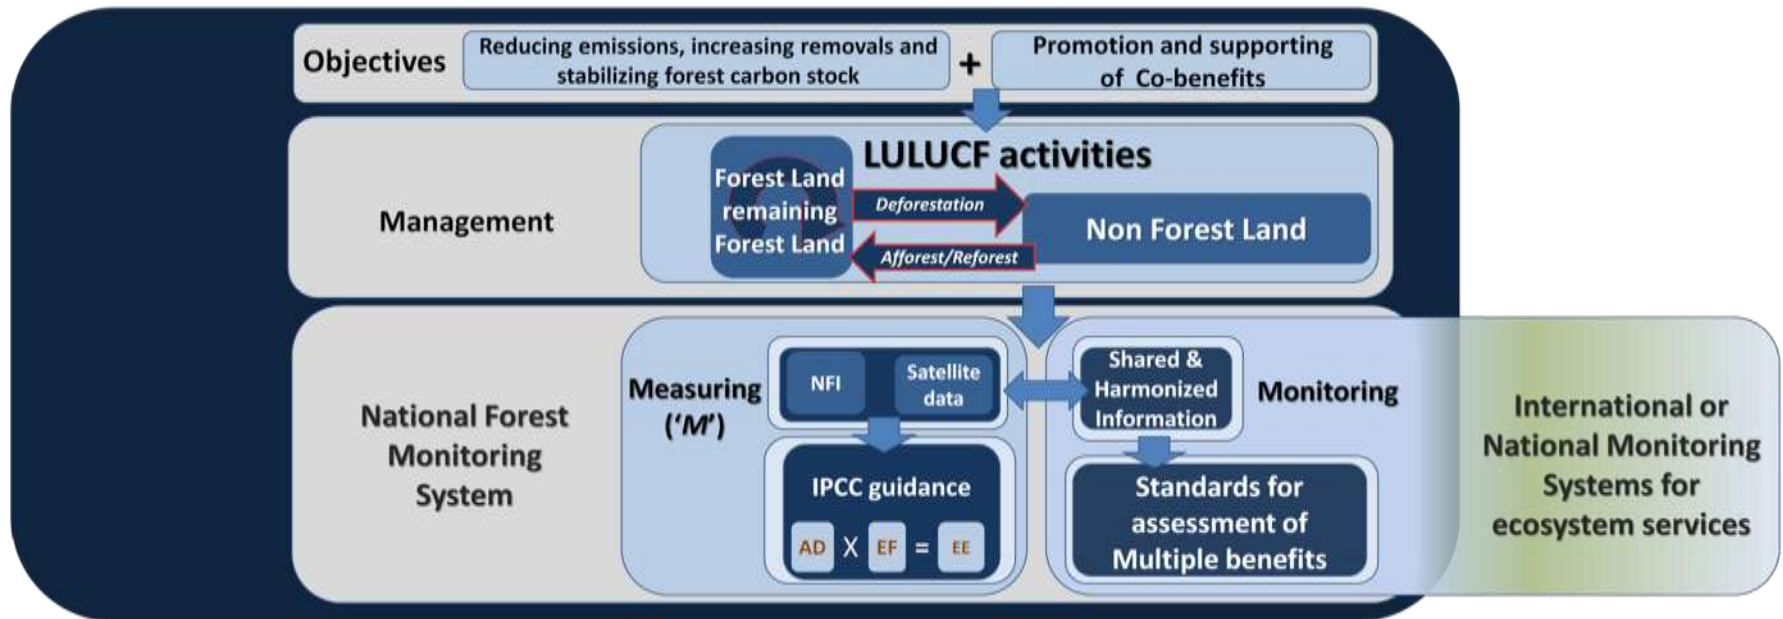 Objectives
Reducing emissions, increasing removals and
stabilizing forest carbon stock
+
Promotion and supporting
of Co-benefits
Management
LULUCF activities
Forest Land
remaining
Forest Land
Deforestation
Afforest/Reforest
Non Forest Land
National Forest
Monitoring
System
Measuring
(‘M’)
NFI
Satellite
data
IPCC guidance
AD X EF = EE
Shared &
Harmonized
Information
Monitoring
Standards for
assessment of
Multiple benefits
International or
National Monitoring
Systems for
ecosystem services